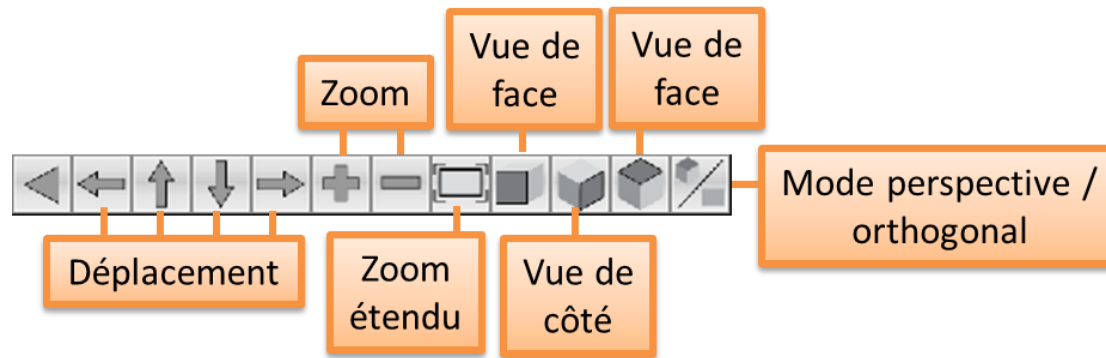 Vue de
face
Vue de
face
Zoom
Mode perspective /
orthogonal
Déplacement
Zoom
étendu
Vue de
côté